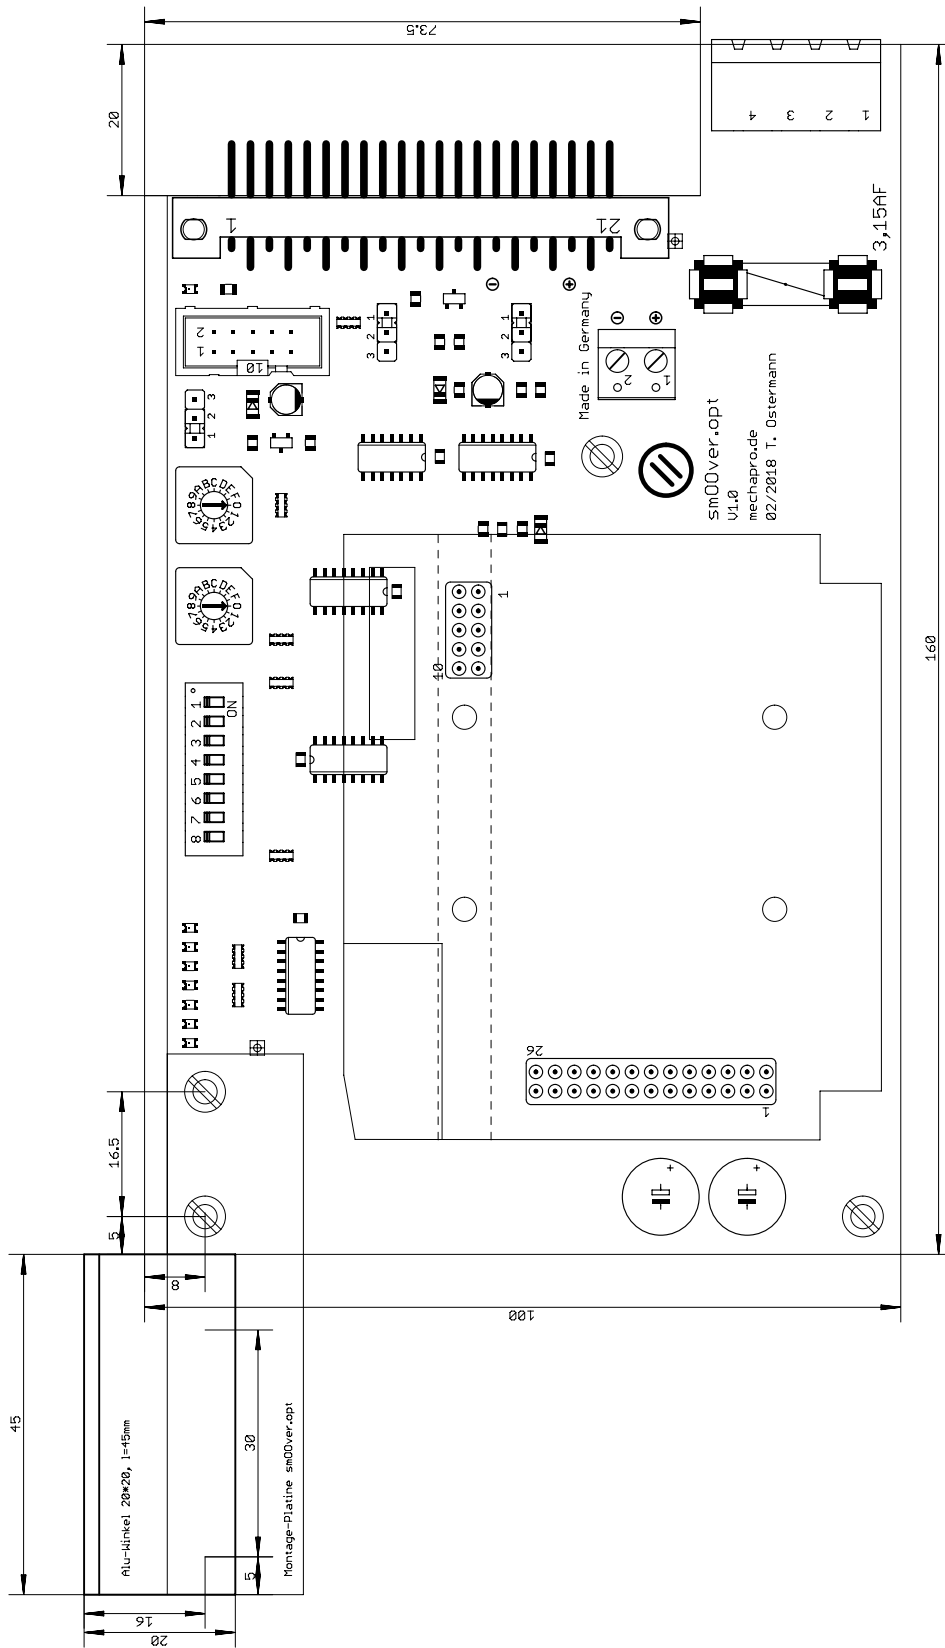 73.5
20
4 3 2 1
1 21
3,15AF
2
1
10
1 2 3
1 2 3
1 2 3
Made in Germany
2 1
sm00ver.opt
V1.0
mechapro.de
02/2018 T. Ostermann
789ABCDEF0123456
789ABCDEF0123456
1
10
160
ON
1 2 3 4 5 6 7 8
26
1
+ +
16.5
5
8
100
45
Alu-Winkel 20*20, l=45mm
30
Montage-Platine sm00ver.opt
5
16
20